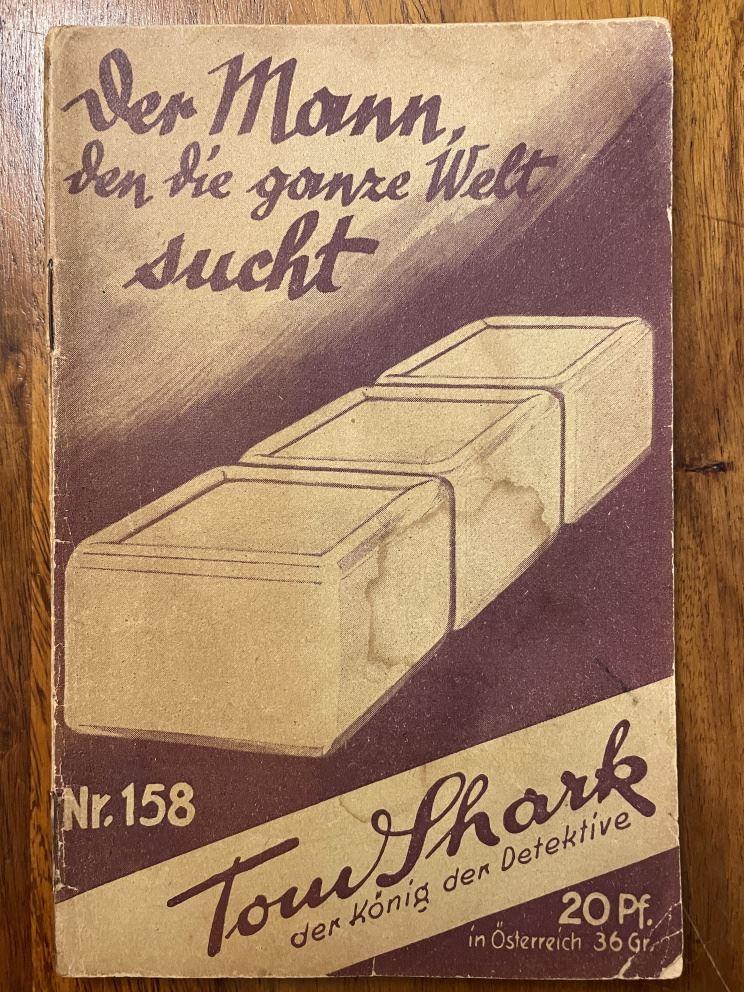 Der Mann,
den die ganze Welt
sucht
Nr. 158
Tom Shark
der König der Detektive
20 Pf.
in Österreich 36 Gr.